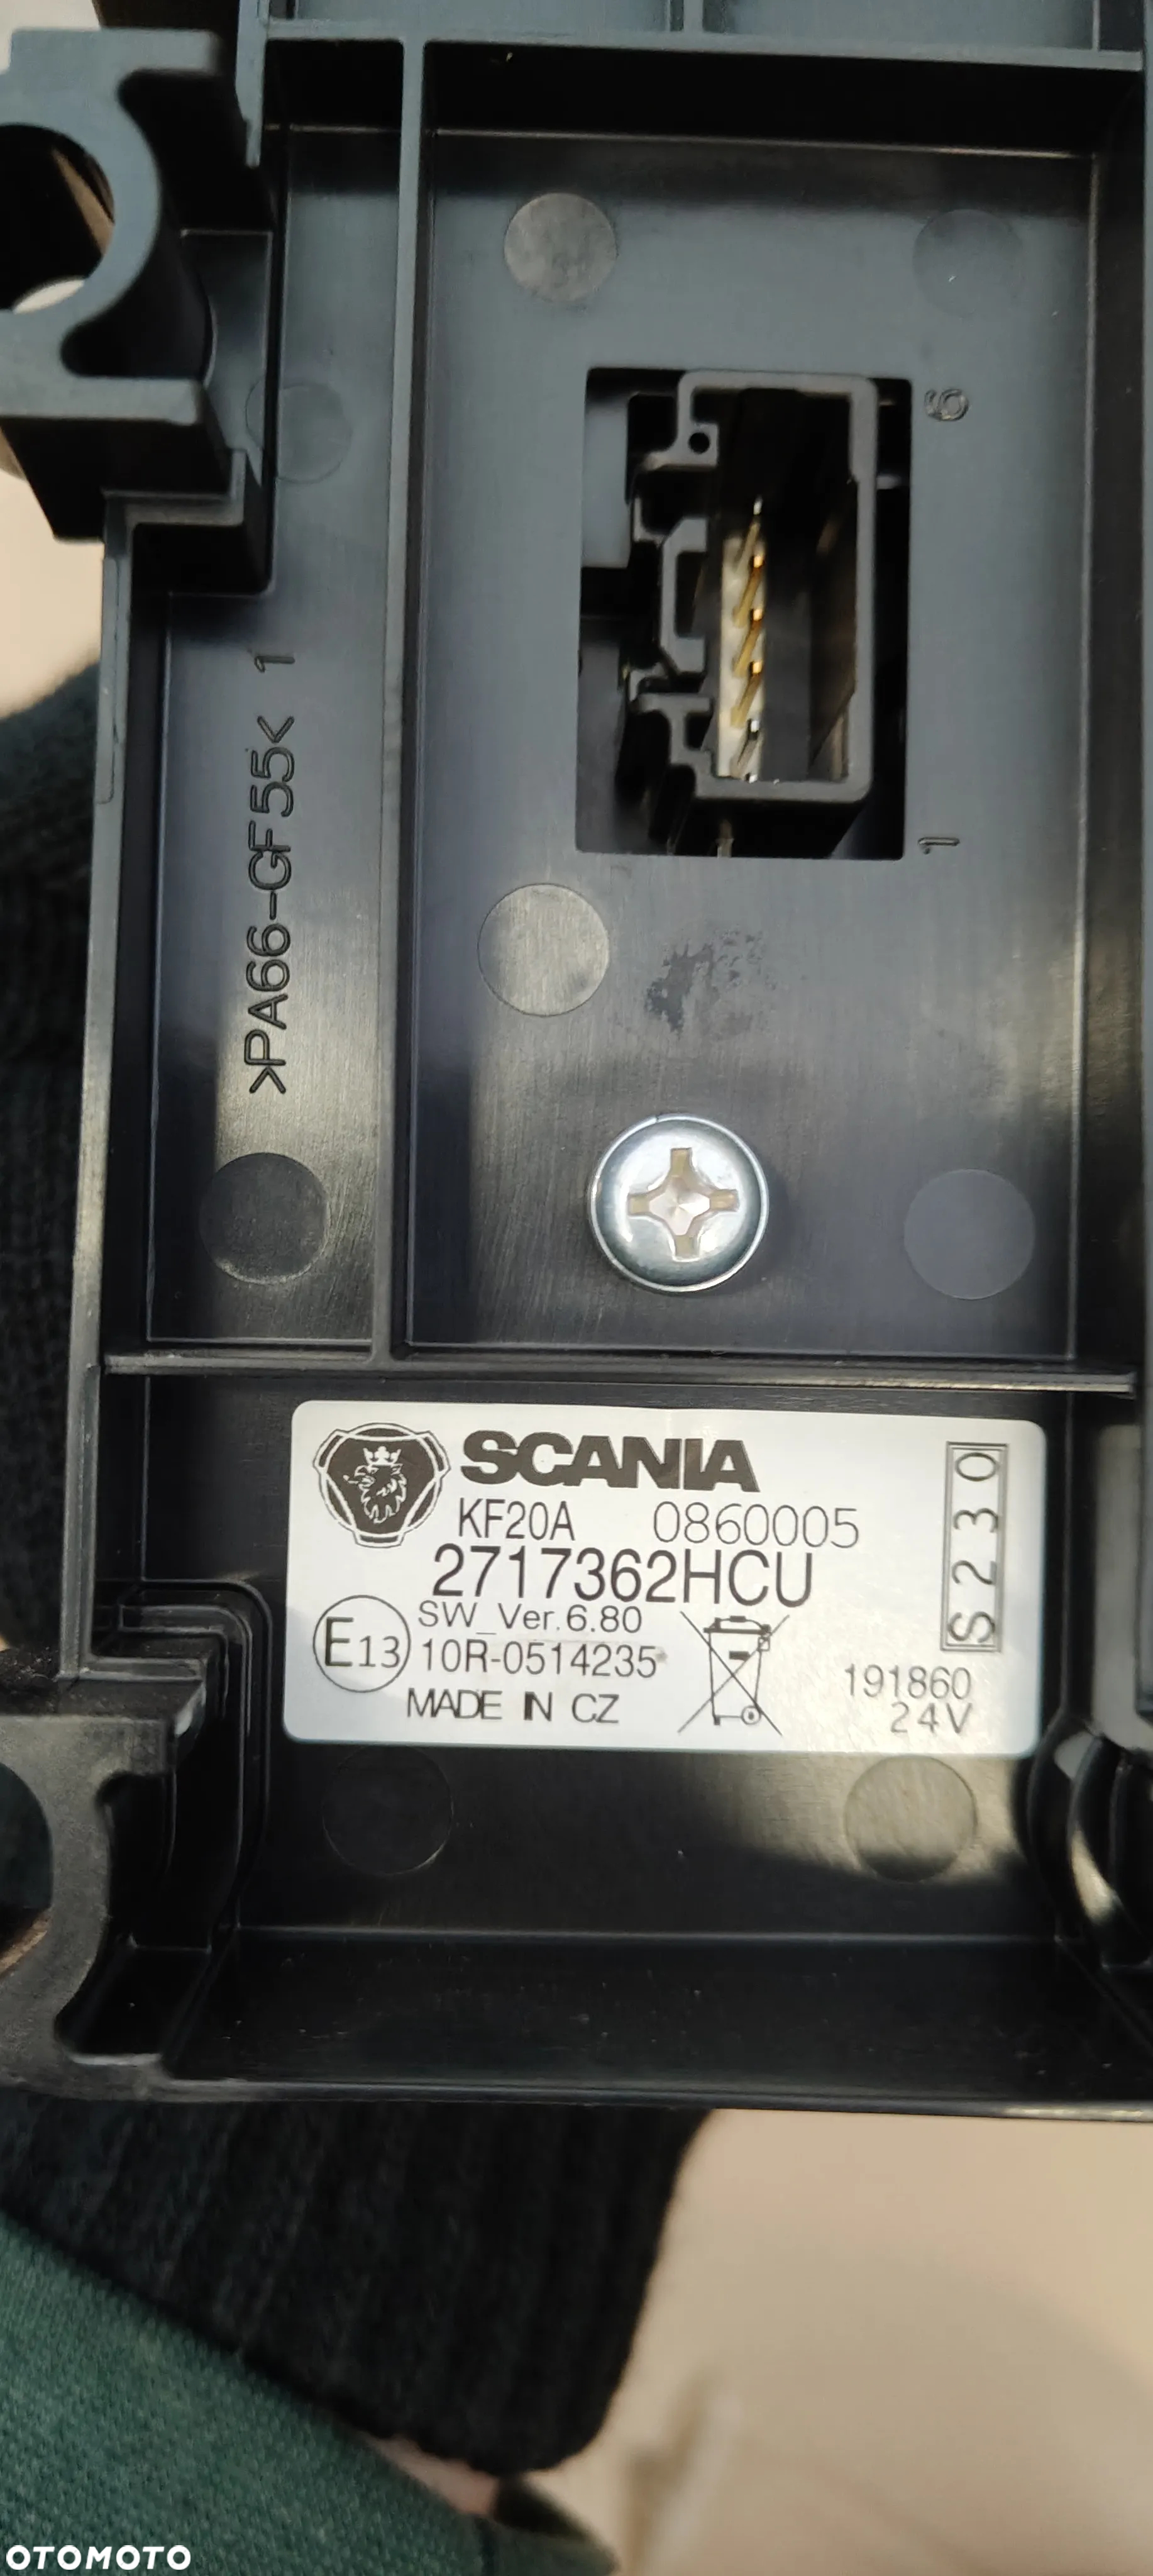 6
1
>PA66-GF55< 1
SCANIA
KF20A 0860005
2717362HCU
SW_Ver.6.80
E13 10R-0514235
MADE IN CZ
S230
191860
24V
OTOMOTO